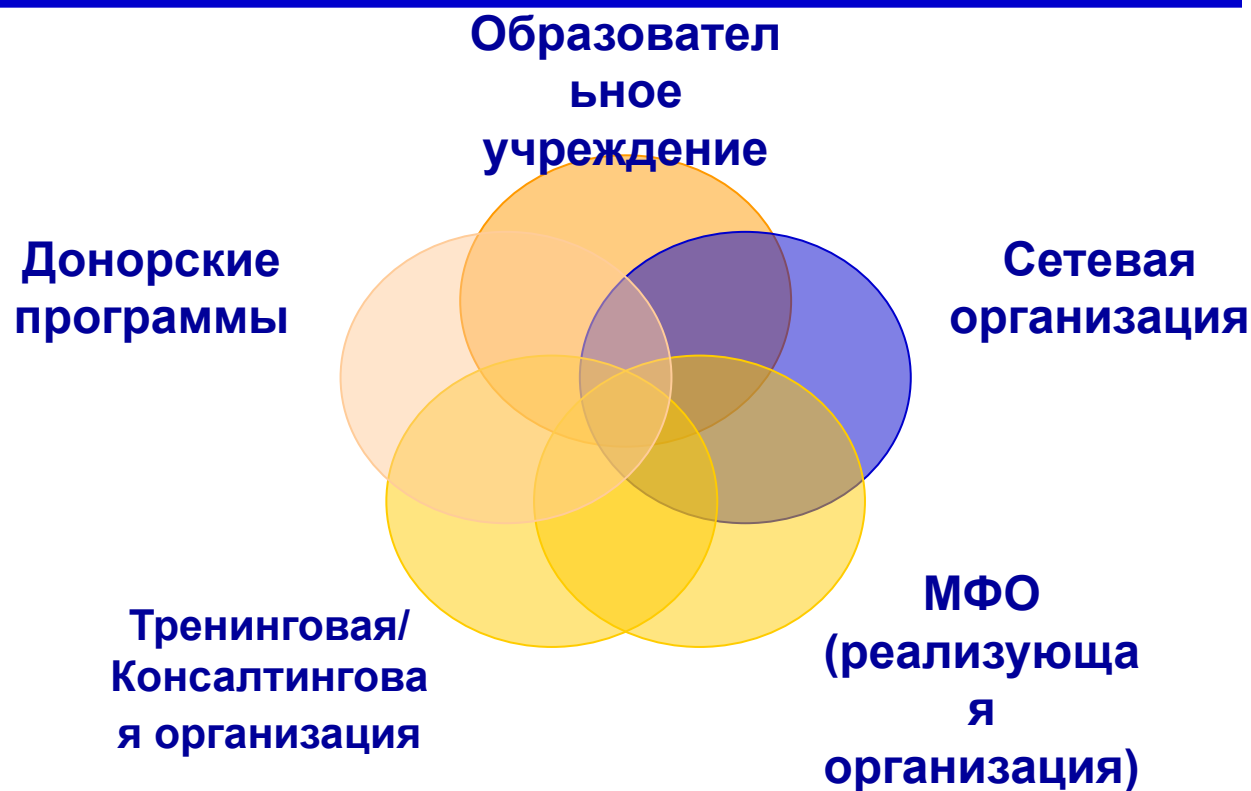 Образовател
ьное
учреждение
Донорские
программы
Сетевая
организация
Тренинговая/
Консалтингова
я организация
МФО
(реализующа
я
организация)